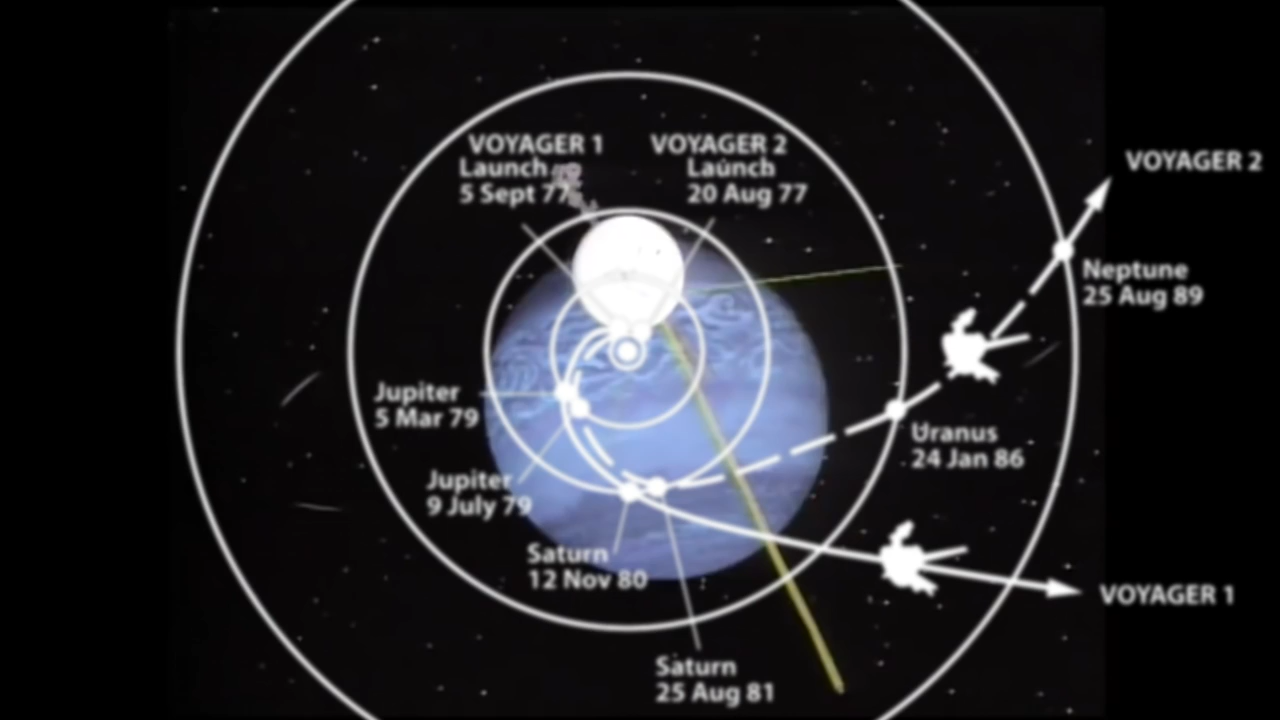 VOYAGER 1
Launch
5 Sept 77
VOYAGER 2
Launch
20 Aug 77
VOYAGER 2
Neptune
25 Aug 89
Jupiter
5 Mar 79
Uranus
24 Jan 86
Jupiter
9 July 79
Saturn
12 Nov 80
VOYAGER 1
Saturn
25 Aug 81